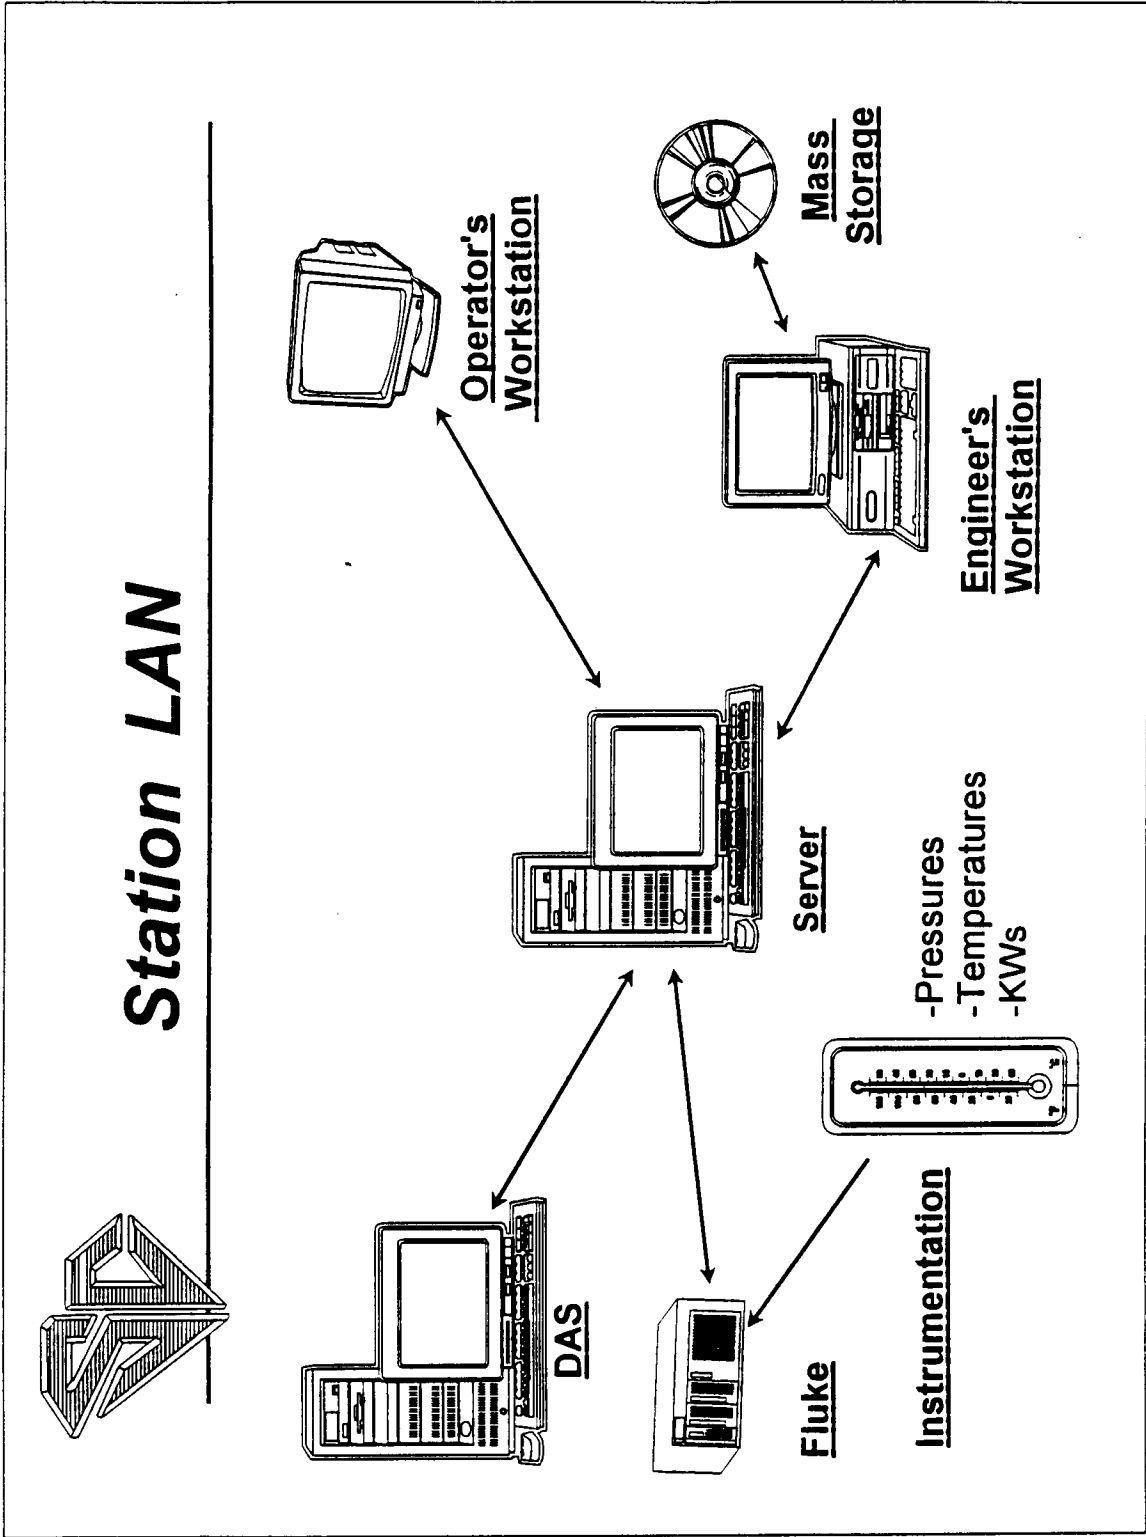 Station LAN
DAS
Operator's
Workstation
Server
Fluke
Mass
Storage
Instrumentation
-Pressures
-Temperatures
-KWs
Engineer's
Workstation